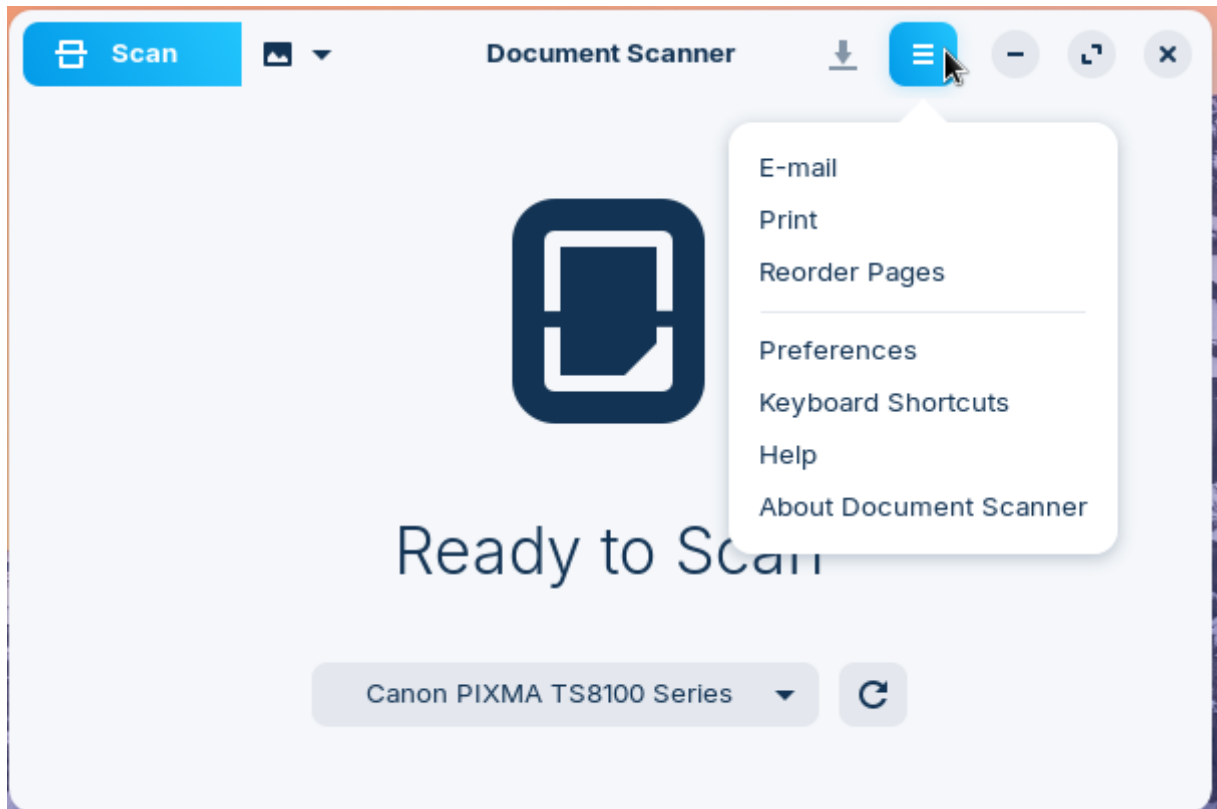 Scan
Document Scanner
E-mail
Print
Reorder Pages
Preferences
Keyboard Shortcuts
Help
About Document Scanner
Ready to Scan
Canon PIXMA TS8100 Series